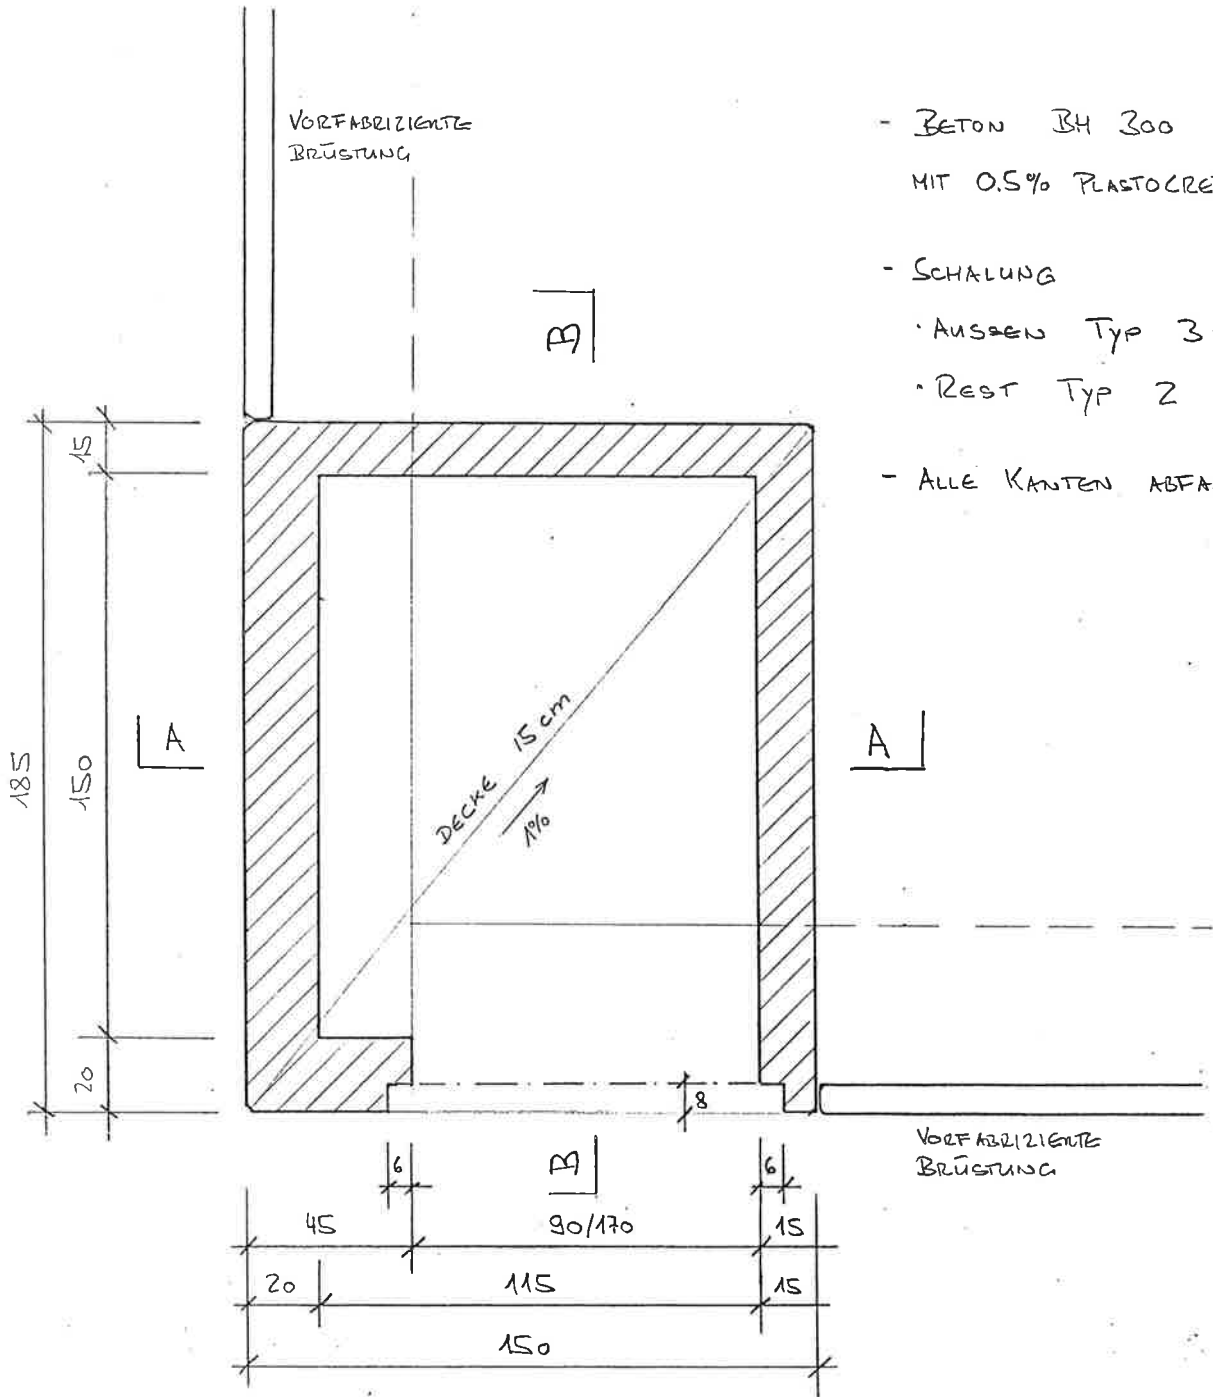 VORFABRIZIERTE
BRÜSTUNG
- BETON BH 300
MIT 0.5% PLASTOCRE
- SCHALUNG
· AUSSEN TYP 3
· REST TYP 2
- ALLE KANTEN ABFA
B
15
A
A
185
150
DECKE 15 cm
1%
20
8
VORFABRIZIERTE
BRÜSTUNG
6
B
6
45
90/170
15
20
115
15
150